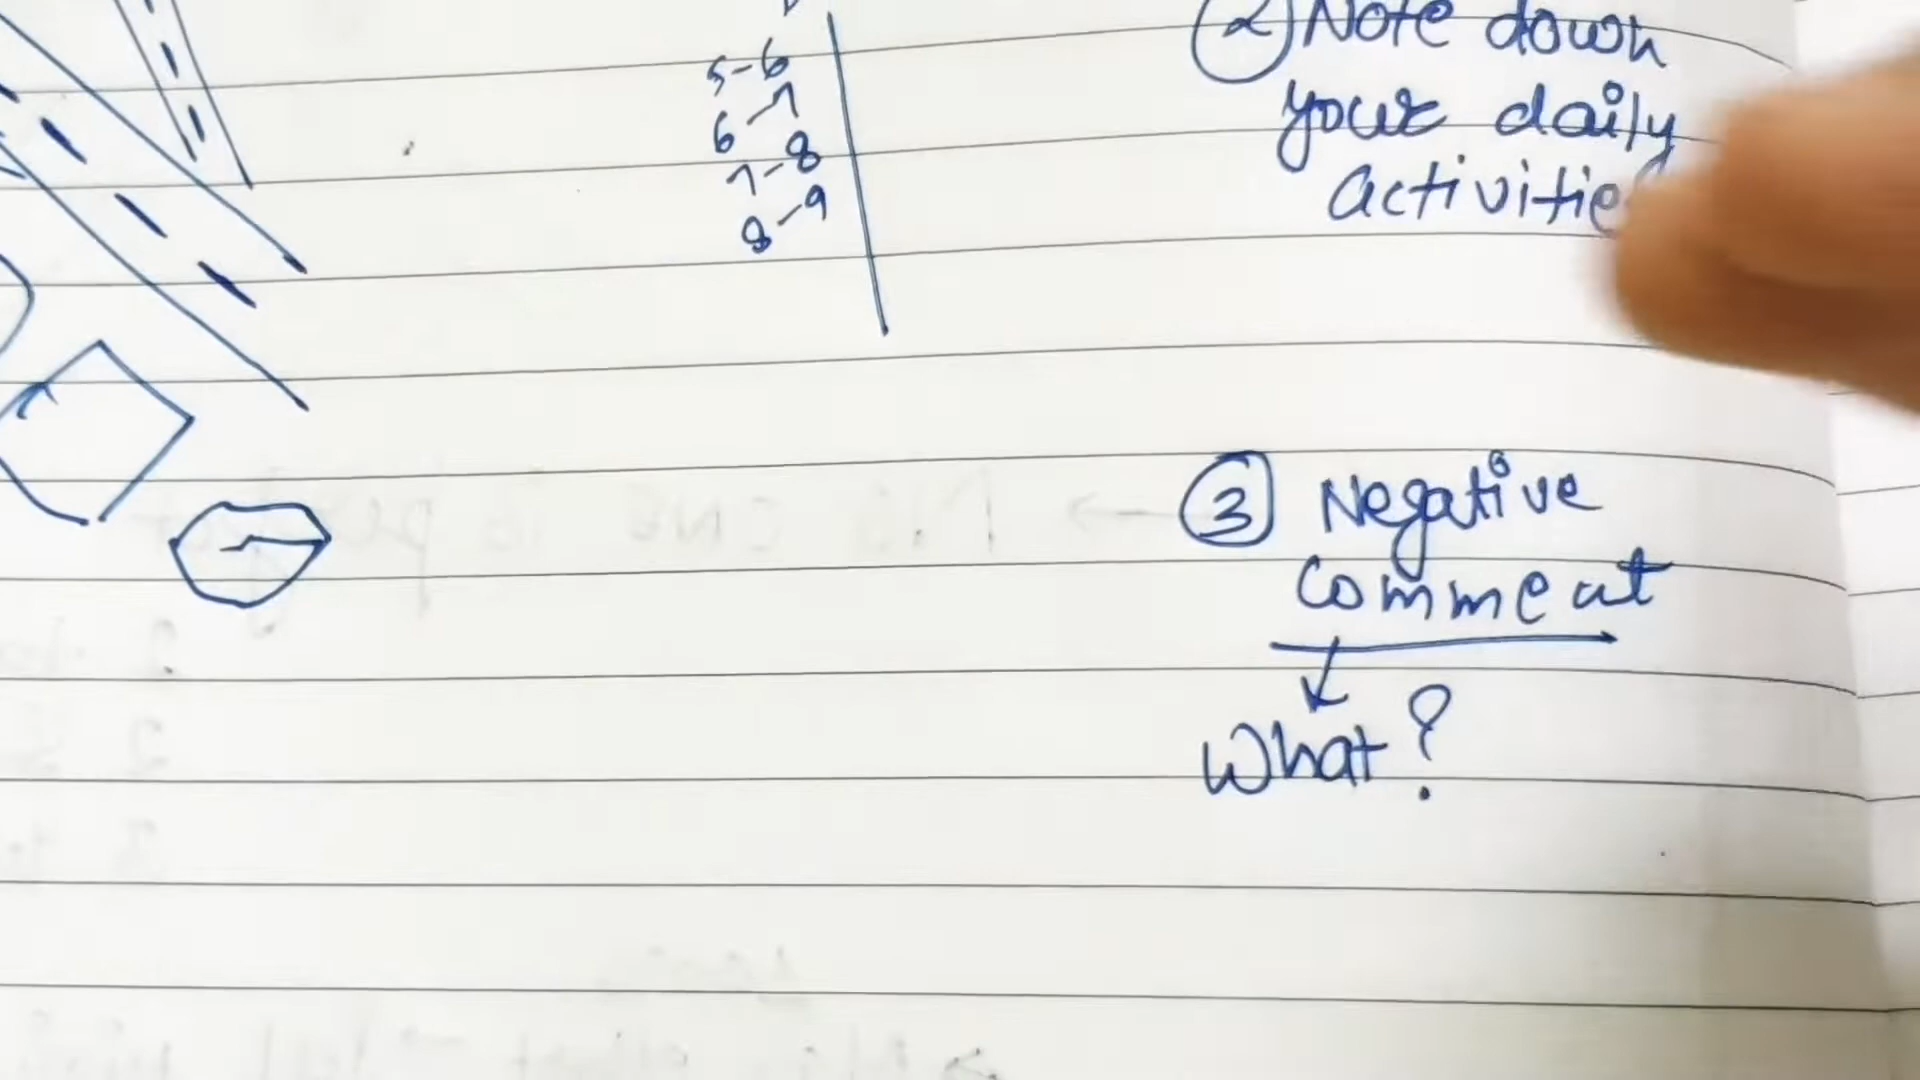 5-6
6-7
7-8
8-9
② Note down
your daily
activities
③ Negative
comment
What?